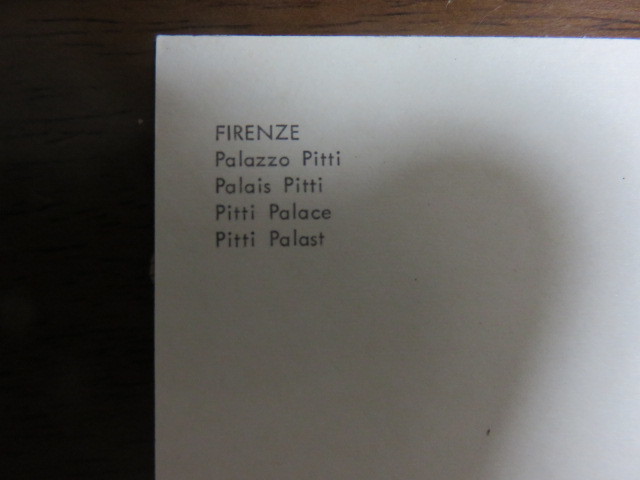 FIRENZE
Palazzo Pitti
Palais Pitti
Pitti Palace
Pitti Palast